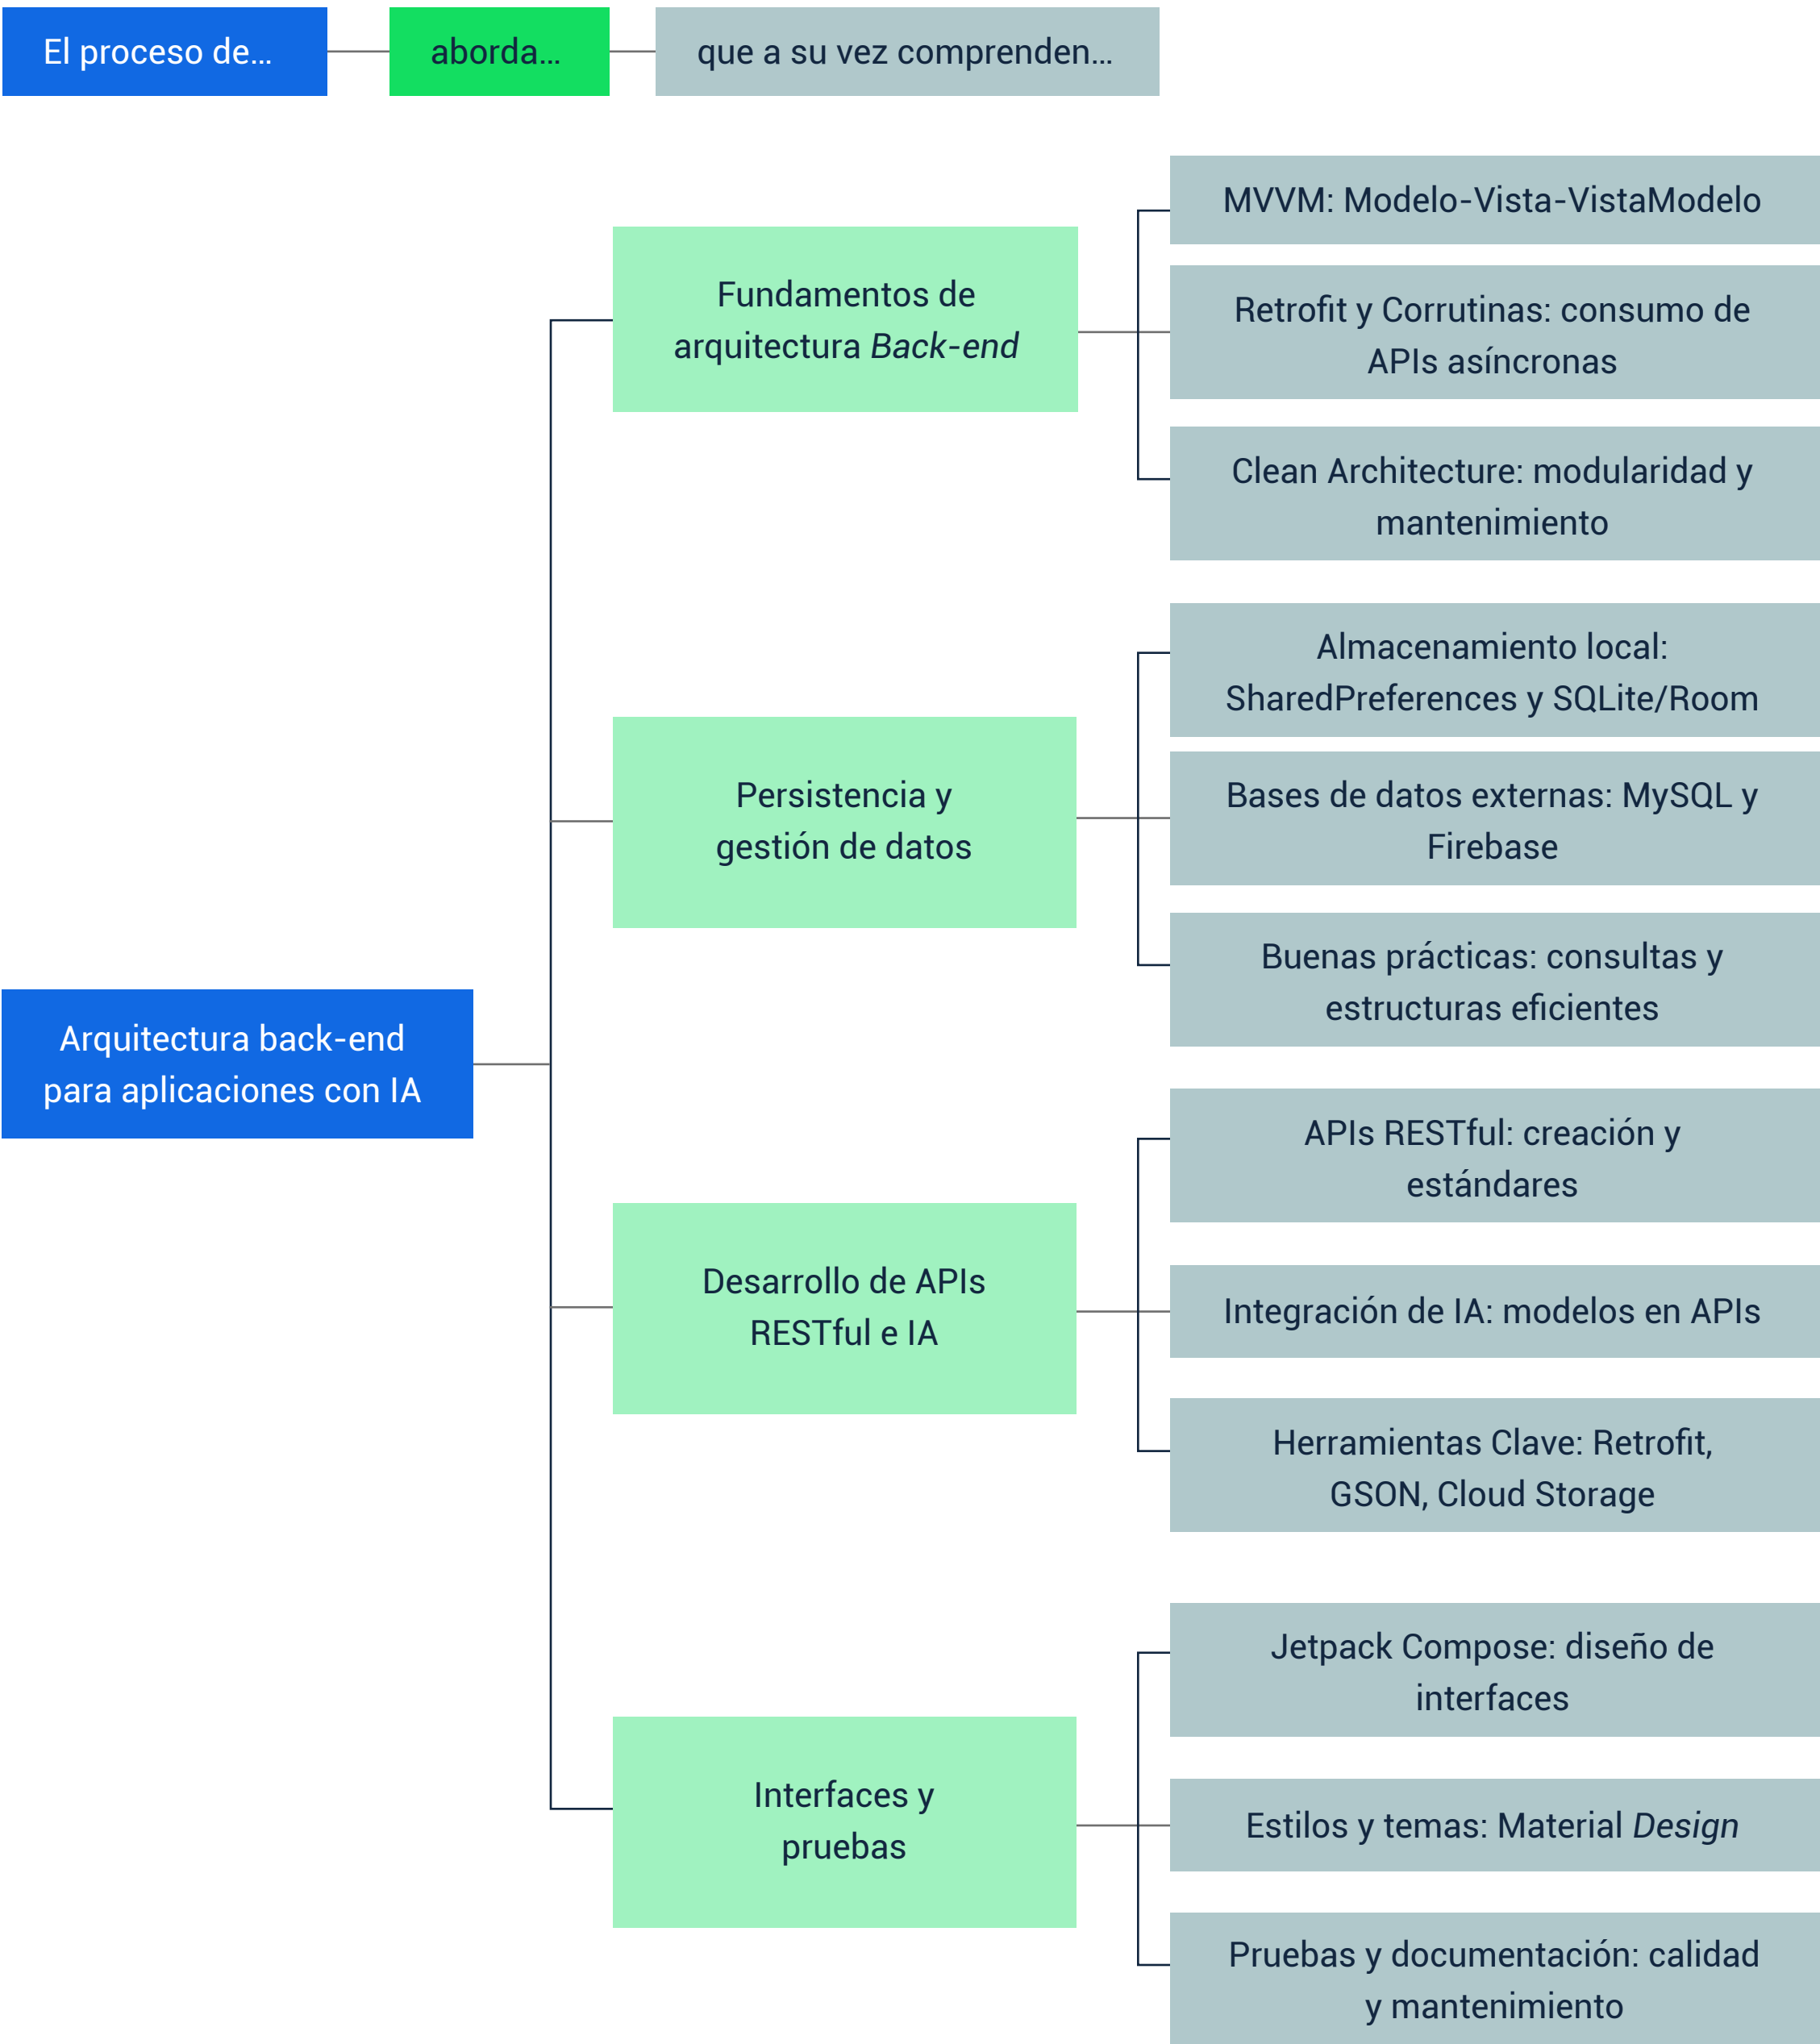 El proceso de...
aborda...
que a su vez comprenden...
Arquitectura back-end
para aplicaciones con IA
Fundamentos de
arquitectura Back-end
MVVM: Modelo-Vista-VistaModelo
Retrofit y Corrutinas: consumo de
APIs asíncronas
Clean Architecture: modularidad y
mantenimiento
Persistencia y
gestión de datos
Almacenamiento local:
SharedPreferences y SQLite/Room
Bases de datos externas: MySQL y
Firebase
Buenas prácticas: consultas y
estructuras eficientes
Desarrollo de APIs
RESTful e IA
APIs RESTful: creación y
estándares
Integración de IA: modelos en APIs
Herramientas Clave: Retrofit,
GSON, Cloud Storage
Interfaces y
pruebas
Jetpack Compose: diseño de
interfaces
Estilos y temas: Material Design
Pruebas y documentación: calidad
y mantenimiento